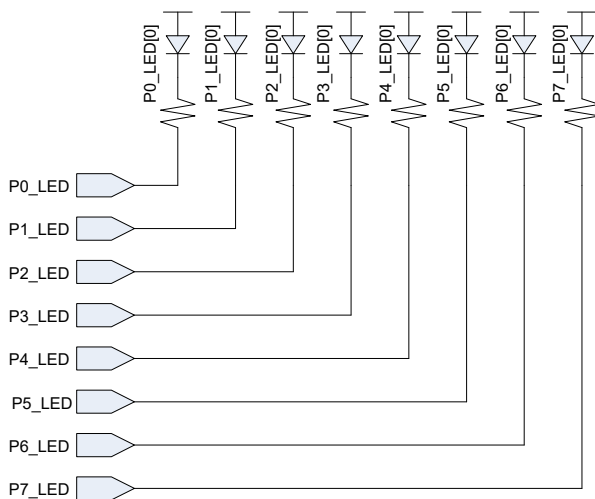 P0_LED[0]
P1_LED[0]
P2_LED[0]
P3_LED[0]
P4_LED[0]
P5_LED[0]
P6_LED[0]
P7_LED[0]
P0_LED
P1_LED
P2_LED
P3_LED
P4_LED
P5_LED
P6_LED
P7_LED